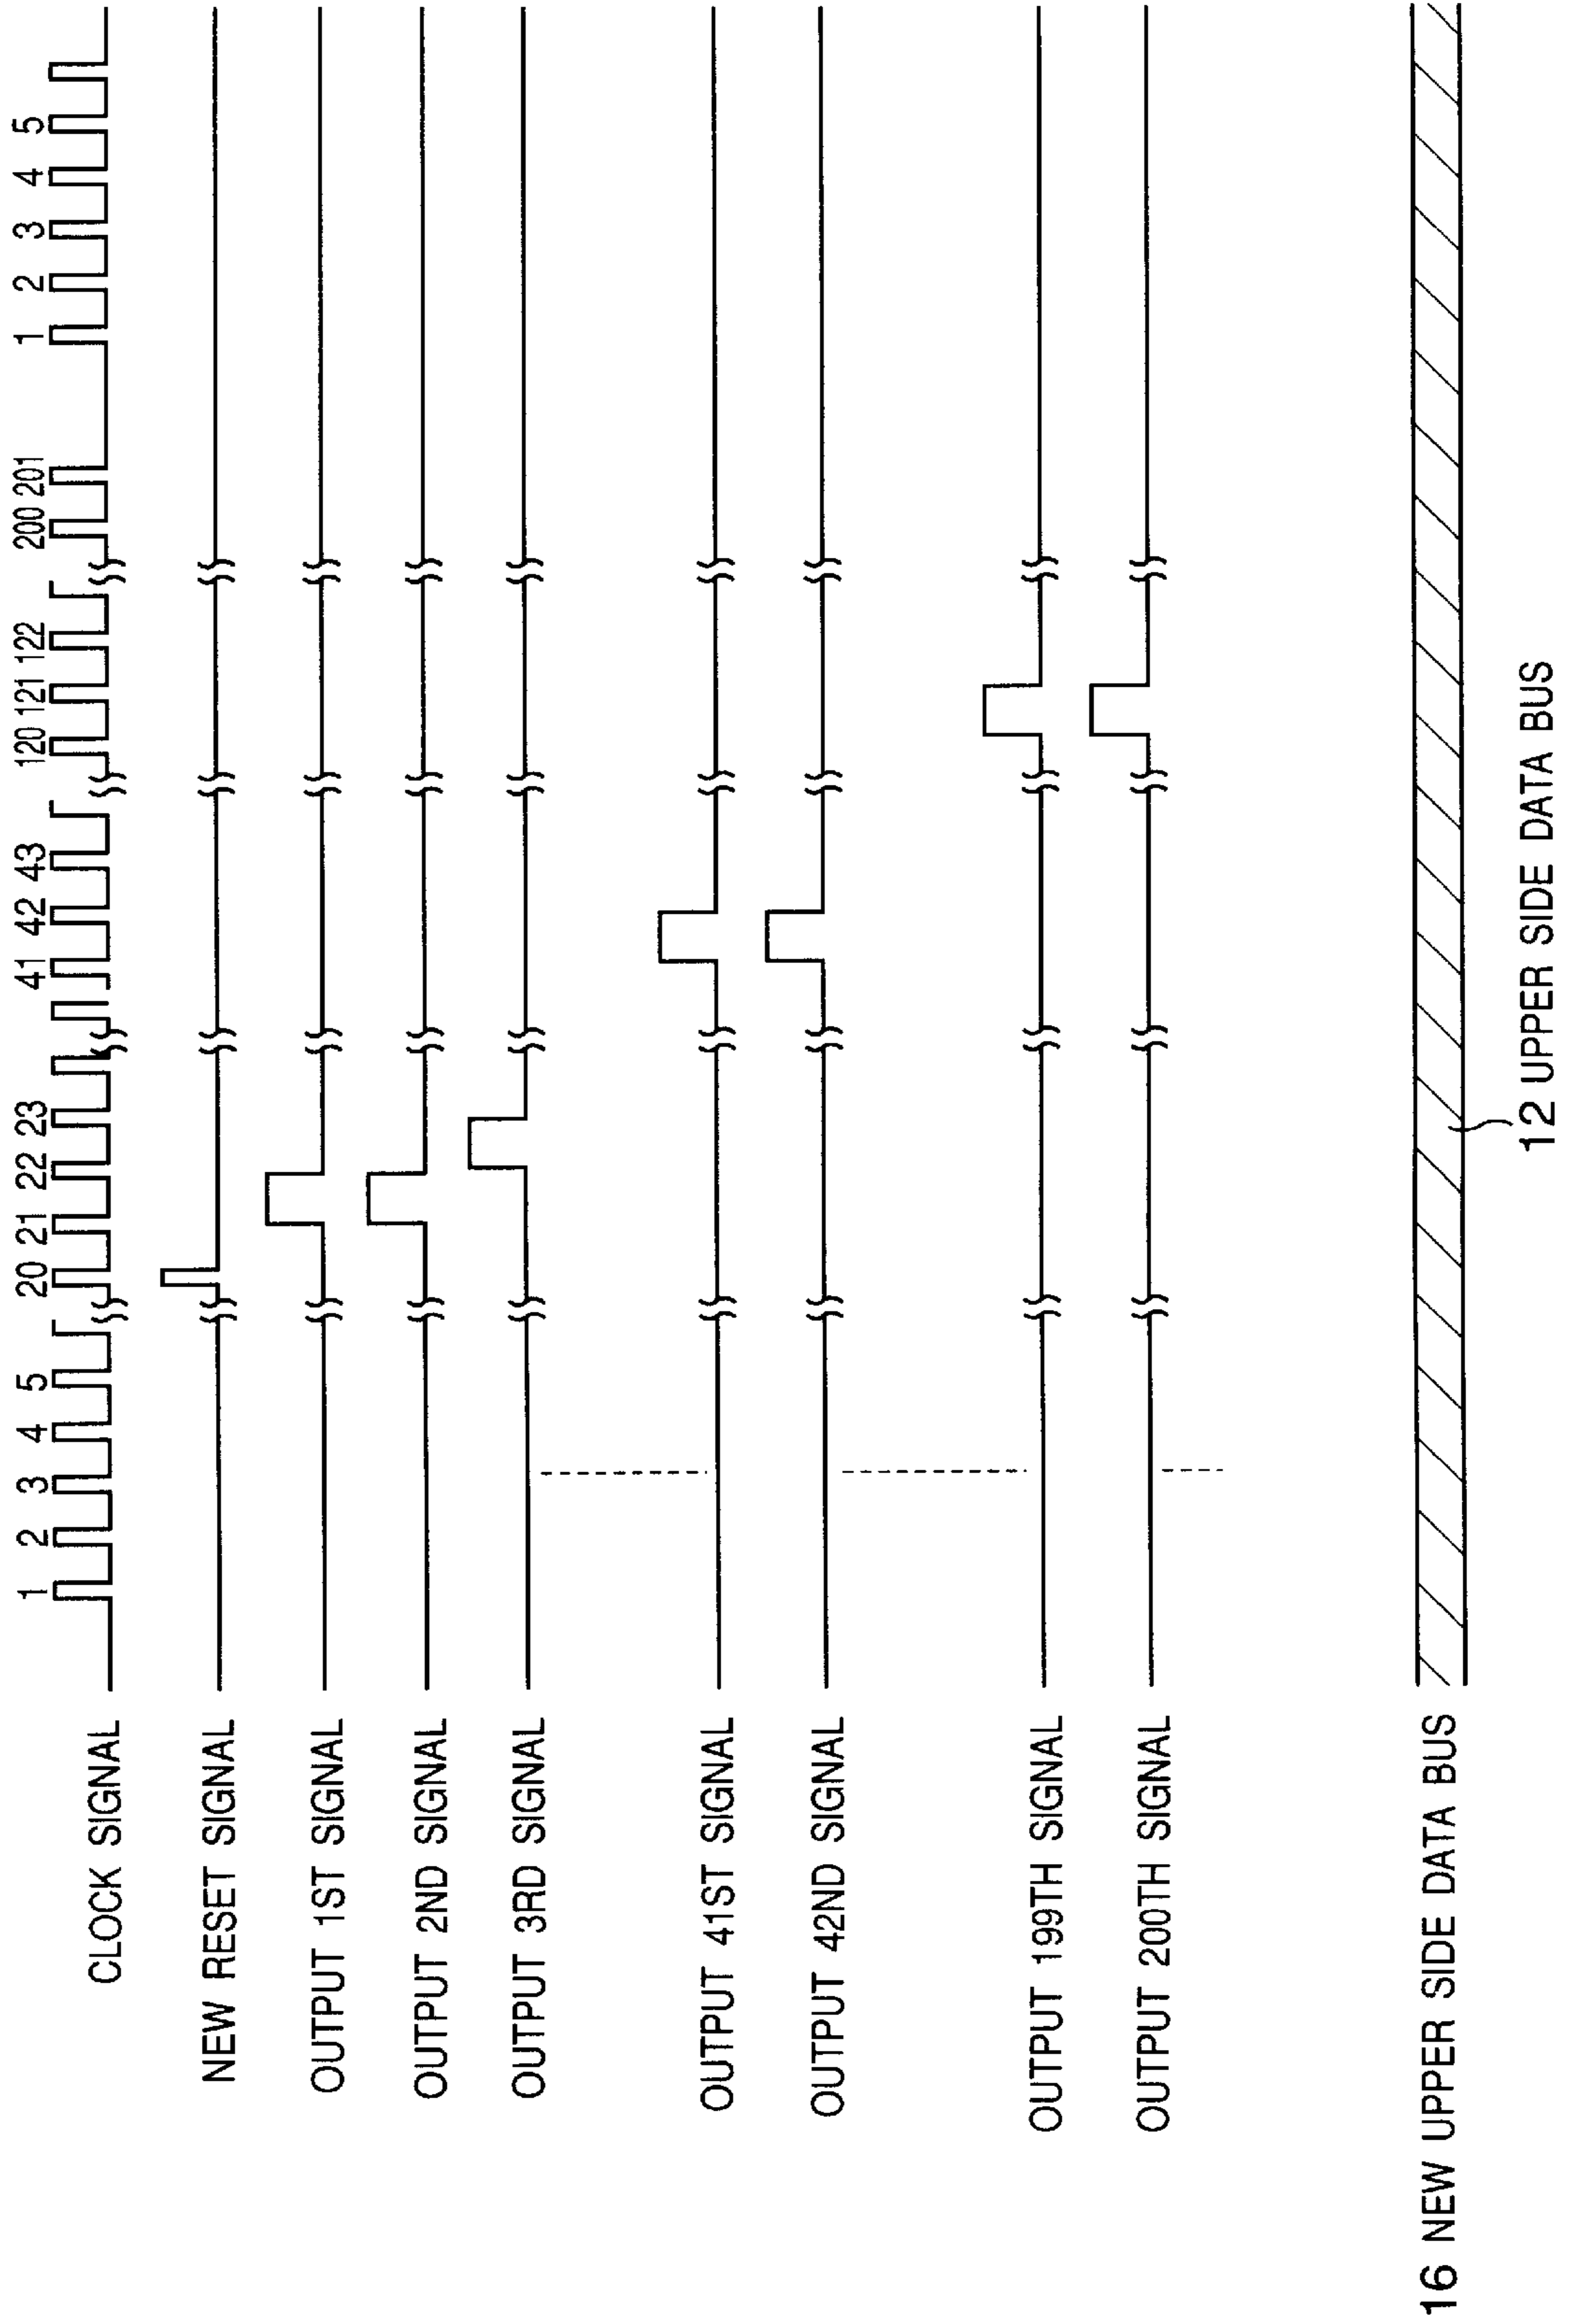 1 2 3 4 5 20 21 22 23 41 42 43 120 121 122 200 201 1 2 3 4 5
CLOCK SIGNAL
NEW RESET SIGNAL
OUTPUT 1ST SIGNAL
OUTPUT 2ND SIGNAL
OUTPUT 3RD SIGNAL
OUTPUT 41ST SIGNAL
OUTPUT 42ND SIGNAL
OUTPUT 199TH SIGNAL
OUTPUT 200TH SIGNAL
16 NEW UPPER SIDE DATA BUS
12 UPPER SIDE DATA BUS